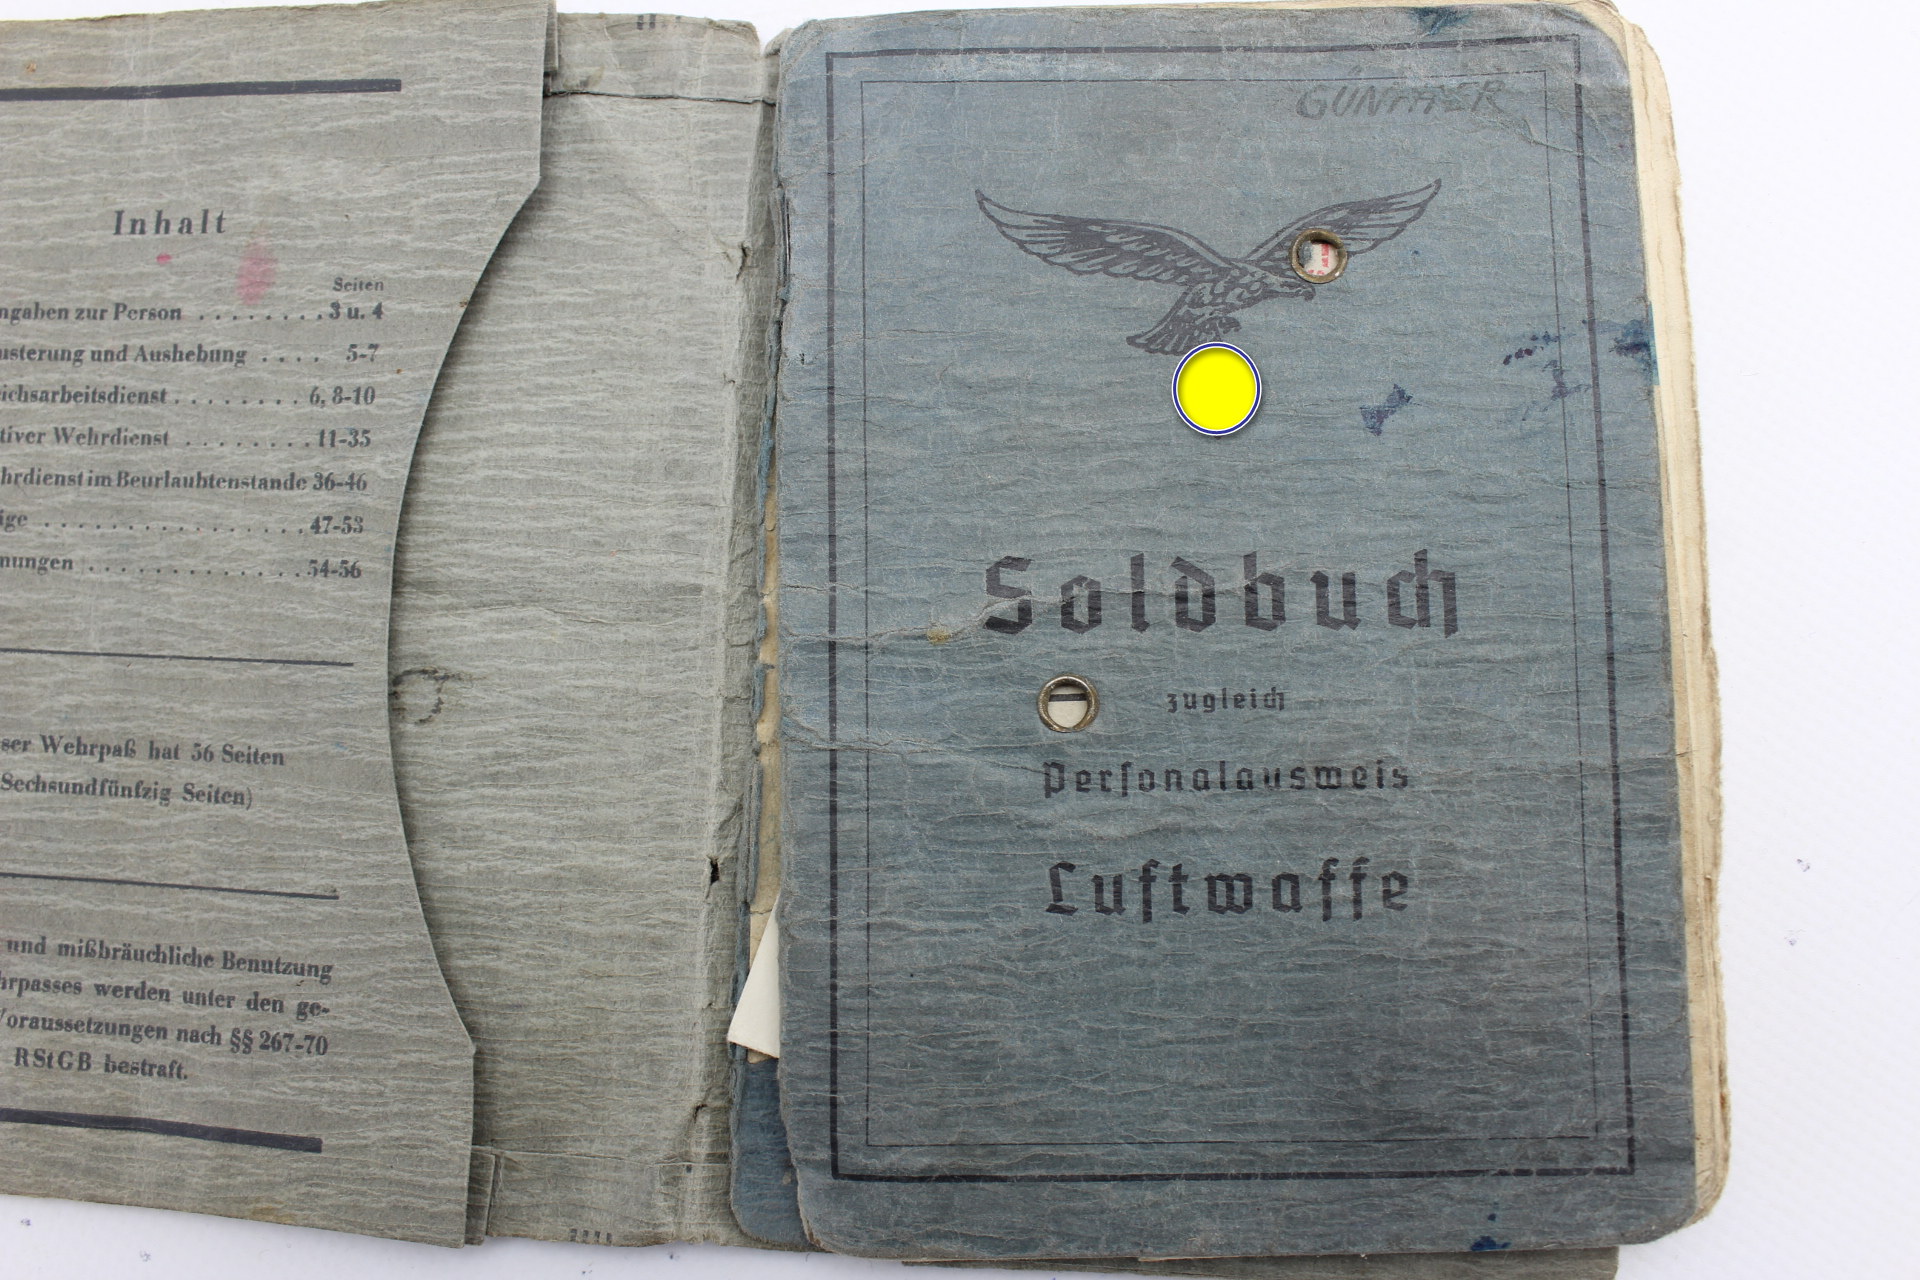 Inhalt
Seiten
ngaben zur Person ........ 3 u. 4
usterung und Aushebung .... 5-7
ichsarbeitsdienst ........ 6, 8-10
tiver Wehrdienst ........ 11-35
hrdienst im Beurlaubtenstande 36-46
ige ................ 47-53
nungen ............. 54-56
ser Wehrpaß hat 56 Seiten
Sechsundfünfzig Seiten)
und mißbräuchliche Benutzung
hrpasses werden unter den ge-
Voraussetzungen nach §§ 267-70
RStGB bestraft.
GÜNTHER
Soldbuch
zugleich
Personalausweis
Luftwaffe